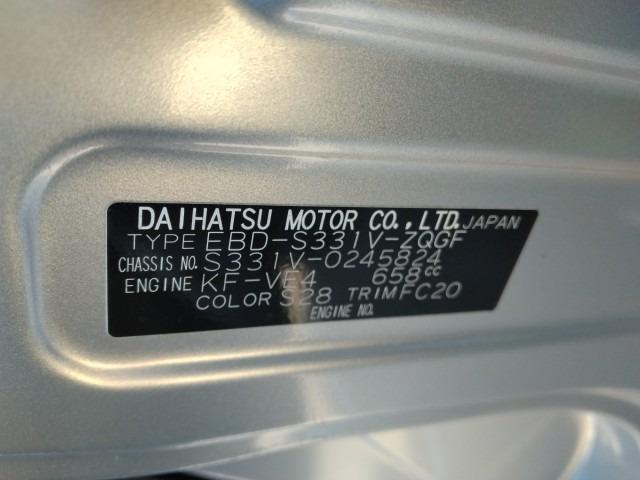 DAIHATSU MOTOR CO., LTD. JAPAN
TYPE EBD-S331V-ZQGF
CHASSIS NO. S331V-0245824
ENGINE KF-VE4 658cc
COLOR S28 TRIM FC20
ENGINE NO.